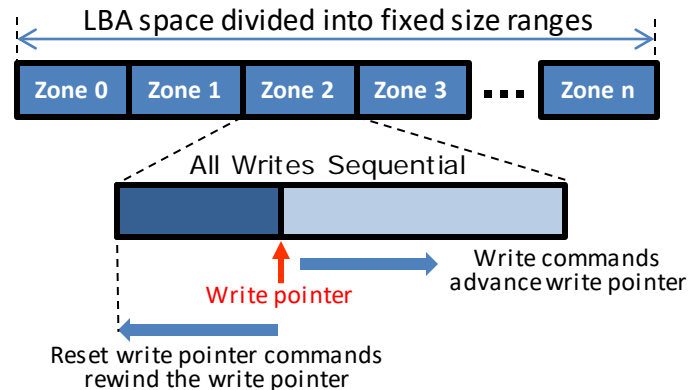 LBA space divided into fixed size ranges
Zone 0 Zone 1 Zone 2 Zone 3 ... Zone n
All Writes Sequential
Write commands
advance write pointer
Write pointer
Reset write pointer commands
rewind the write pointer